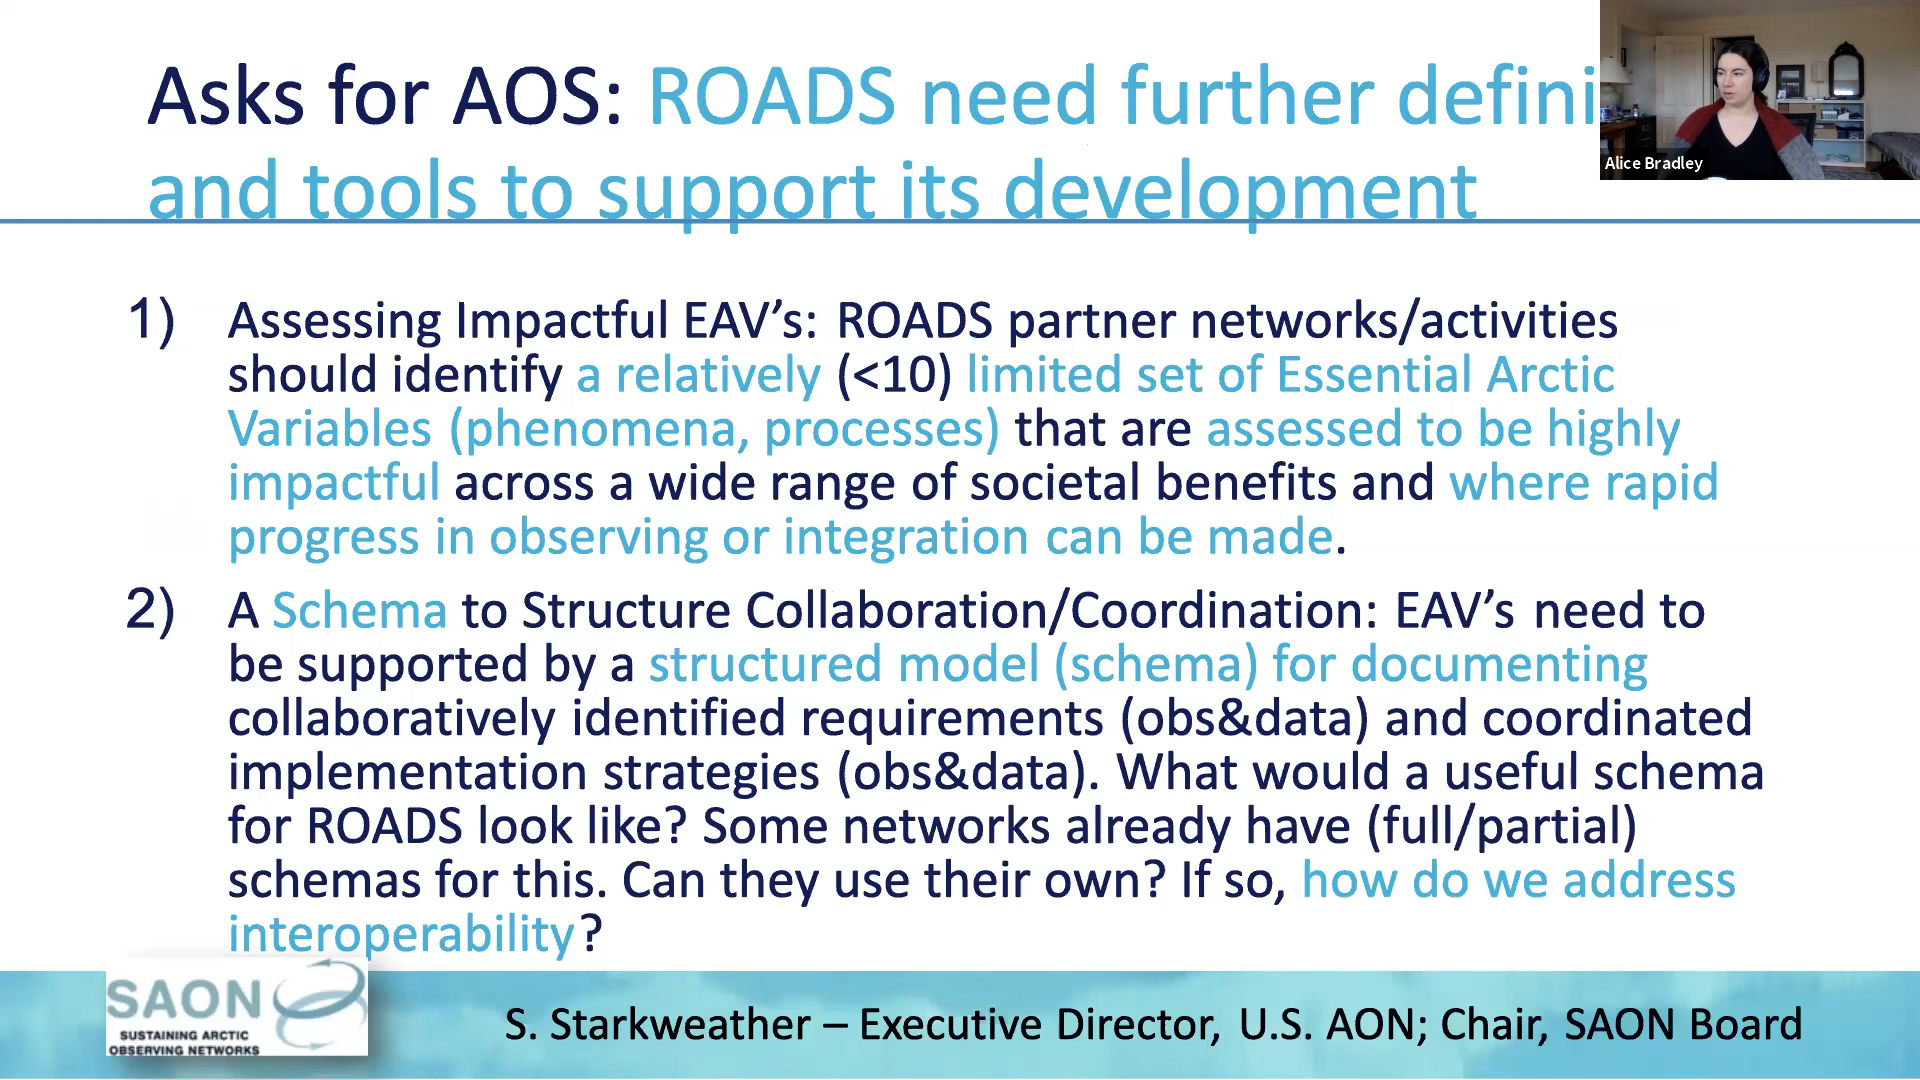 Asks for AOS: ROADS need further defini
and tools to support its development
Alice Bradley
1) Assessing Impactful EAV’s: ROADS partner networks/activities
should identify a relatively (<10) limited set of Essential Arctic
Variables (phenomena, processes) that are assessed to be highly
impactful across a wide range of societal benefits and where rapid
progress in observing or integration can be made.
2) A Schema to Structure Collaboration/Coordination: EAV’s need to
be supported by a structured model (schema) for documenting
collaboratively identified requirements (obs&data) and coordinated
implementation strategies (obs&data). What would a useful schema
for ROADS look like? Some networks already have (full/partial)
schemas for this. Can they use their own? If so, how do we address
interoperability?
SAON
SUSTAINING ARCTIC
OBSERVING NETWORKS
S. Starkweather – Executive Director, U.S. AON; Chair, SAON Board